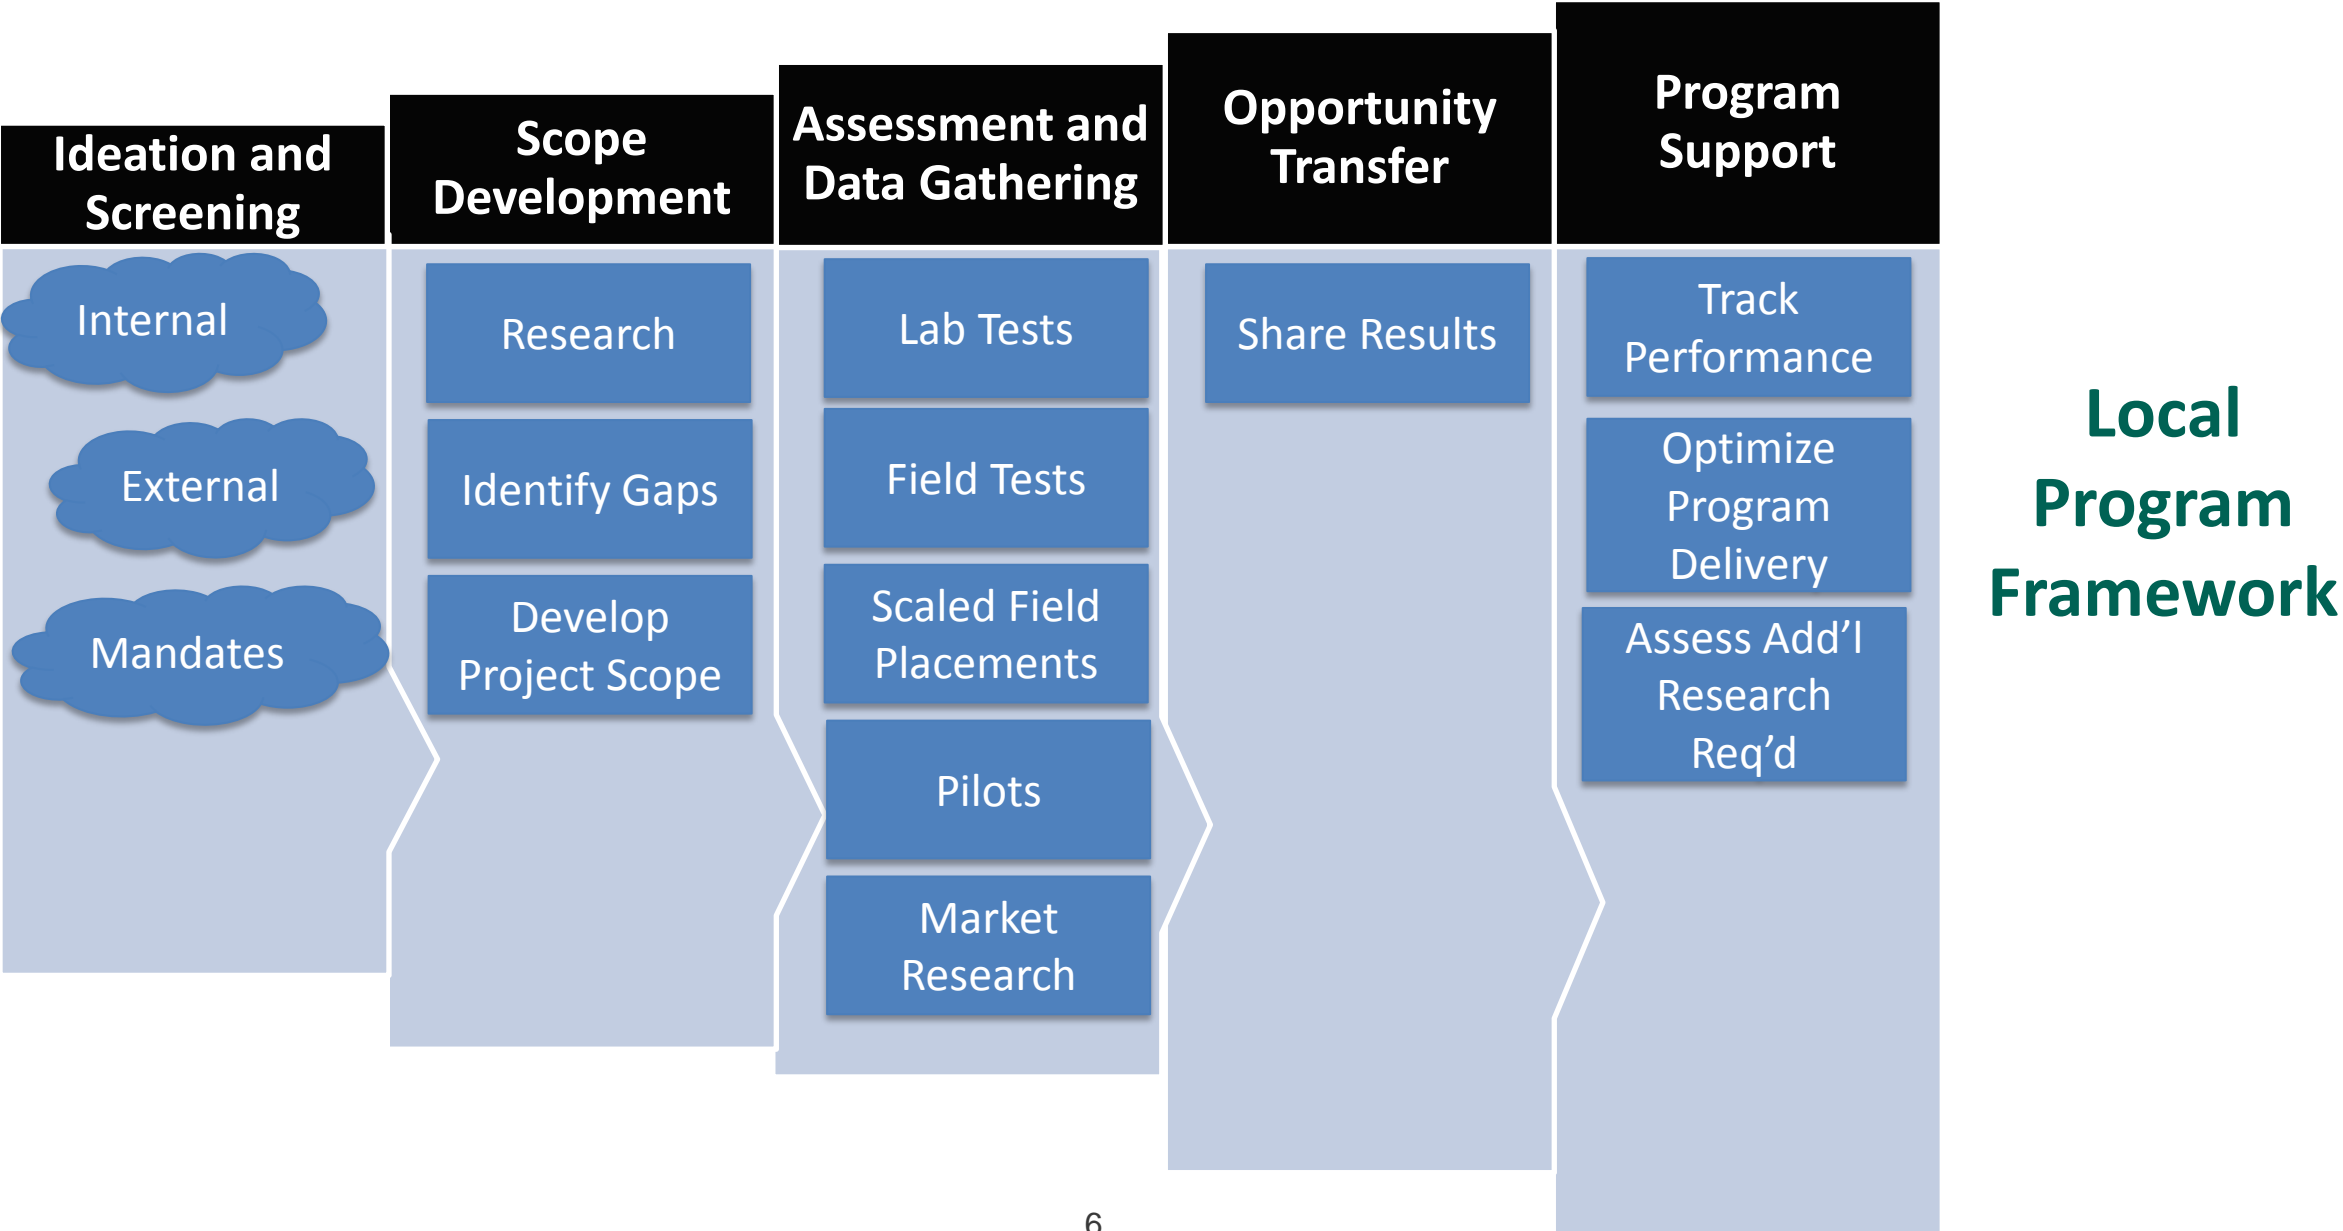 Ideation and
Screening
Internal
External
Mandates
Scope
Development
Research
Identify Gaps
Develop
Project Scope
Assessment and
Data Gathering
Lab Tests
Field Tests
Scaled Field
Placements
Pilots
Market
Research
Opportunity
Transfer
Share Results
Program
Support
Track
Performance
Optimize
Program
Delivery
Assess Add’l
Research
Req’d
Local
Program
Framework
6